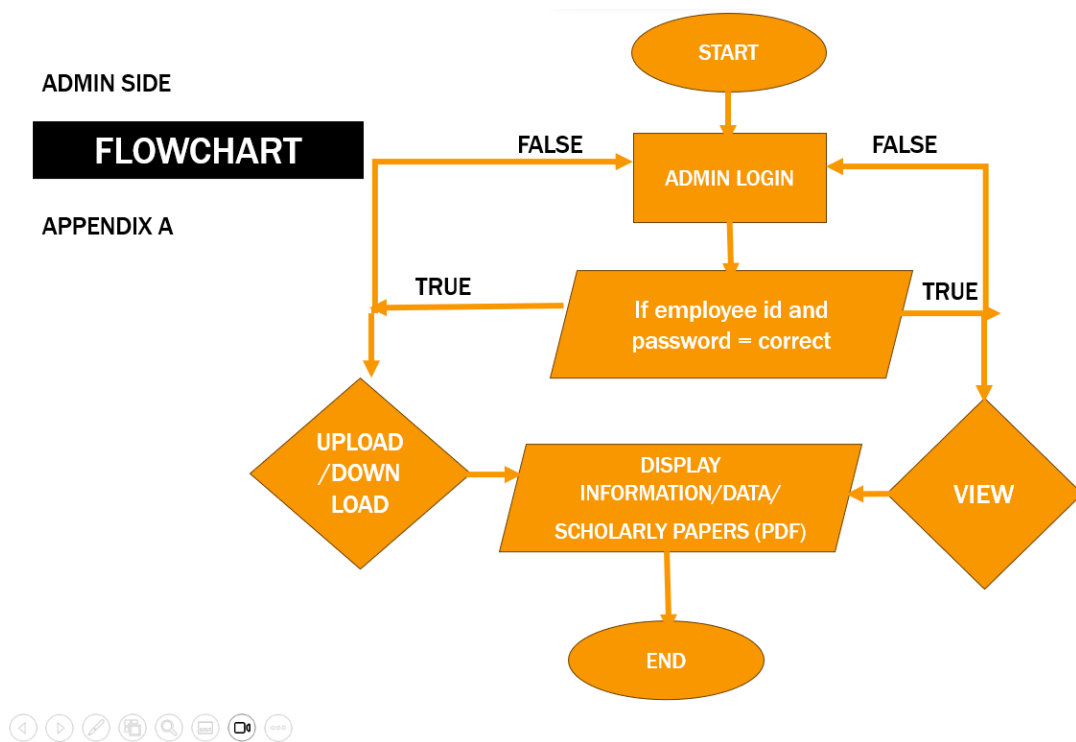 START
ADMIN SIDE
FLOWCHART
FALSE
FALSE
ADMIN LOGIN
APPENDIX A
TRUE
TRUE
If employee id and
password = correct
UPLOAD
/DOWN
LOAD
DISPLAY
INFORMATION/DATA/
SCHOLARLY PAPERS (PDF)
VIEW
END